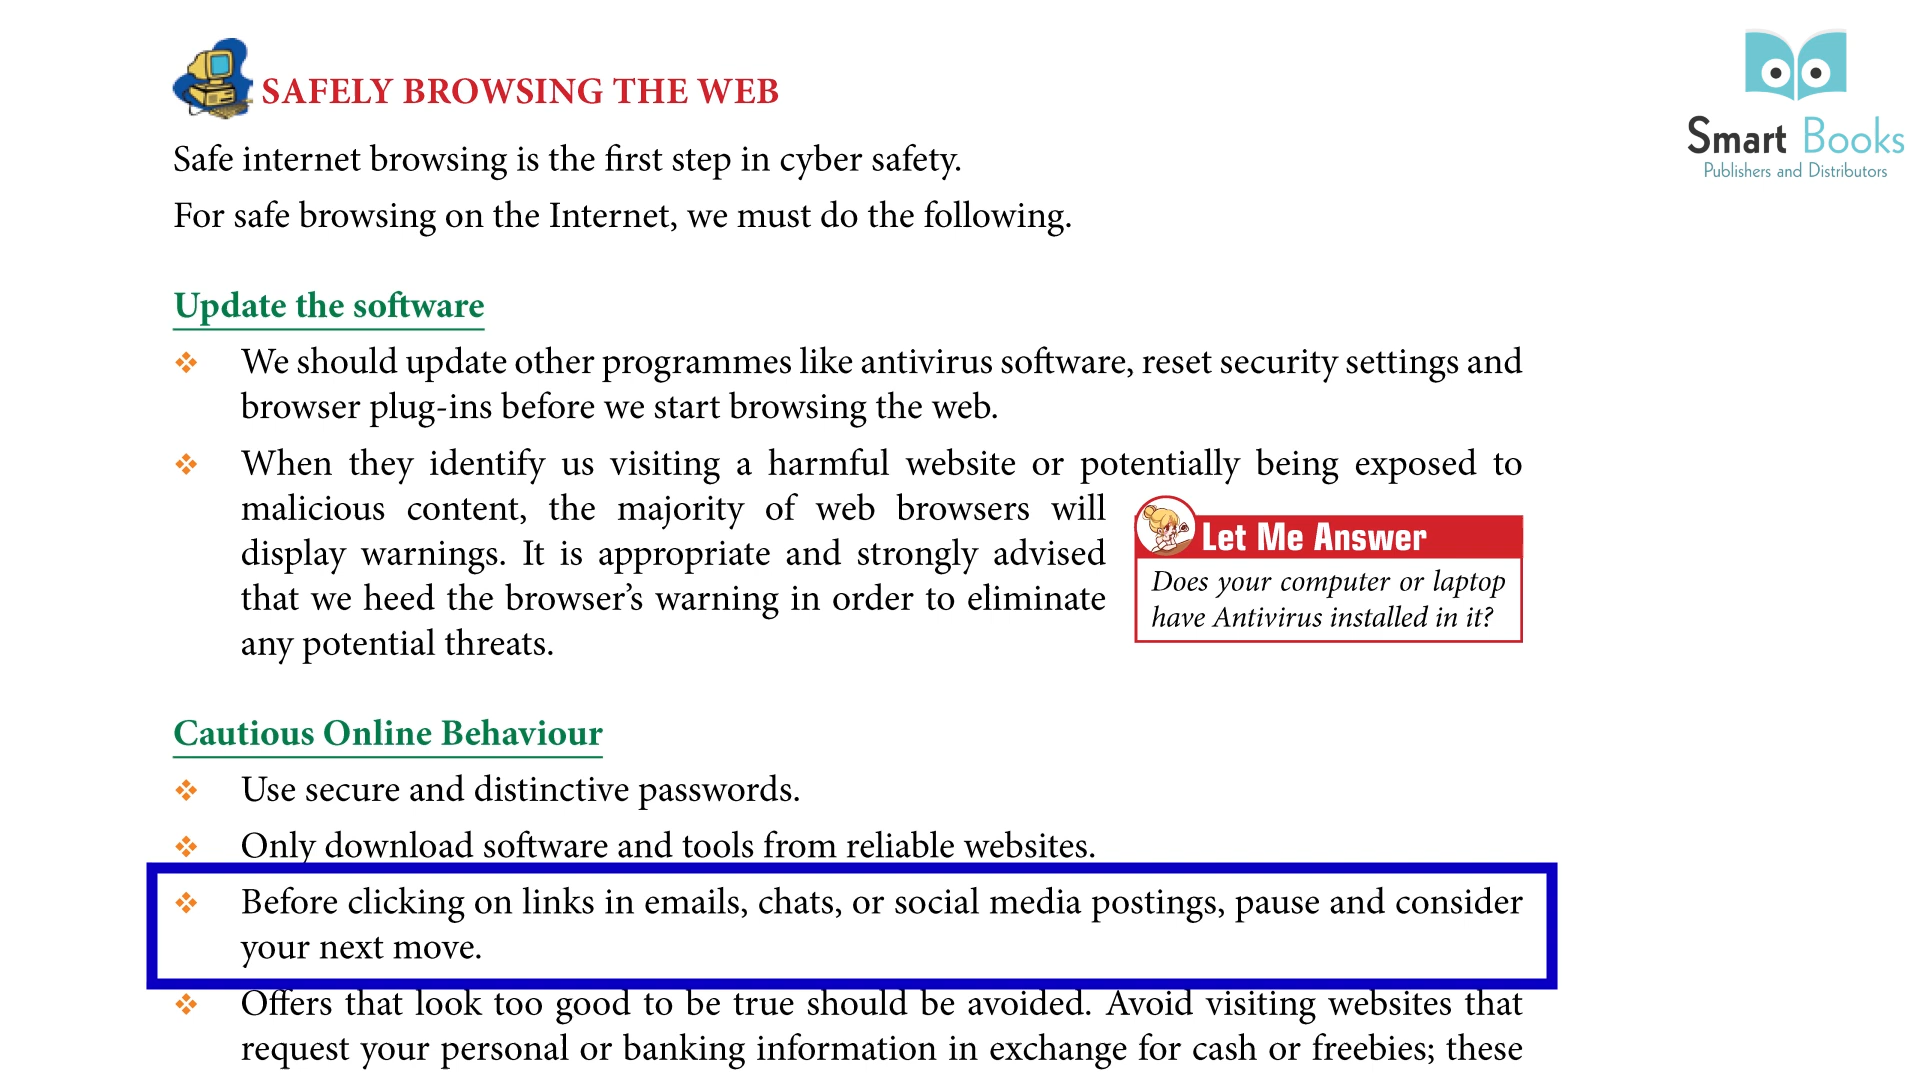 SAFELY BROWSING THE WEB
Smart Books
Publishers and Distributors
Safe internet browsing is the first step in cyber safety.
For safe browsing on the Internet, we must do the following.
Update the software
We should update other programmes like antivirus software, reset security settings and
browser plug-ins before we start browsing the web.
When they identify us visiting a harmful website or potentially being exposed to
malicious content, the majority of web browsers will
display warnings. It is appropriate and strongly advised
that we heed the browser’s warning in order to eliminate
any potential threats.
Let Me Answer
Does your computer or laptop
have Antivirus installed in it?
Cautious Online Behaviour
Use secure and distinctive passwords.
Only download software and tools from reliable websites.
Before clicking on links in emails, chats, or social media postings, pause and consider
your next move.
Offers that look too good to be true should be avoided. Avoid visiting websites that
request your personal or banking information in exchange for cash or freebies; these